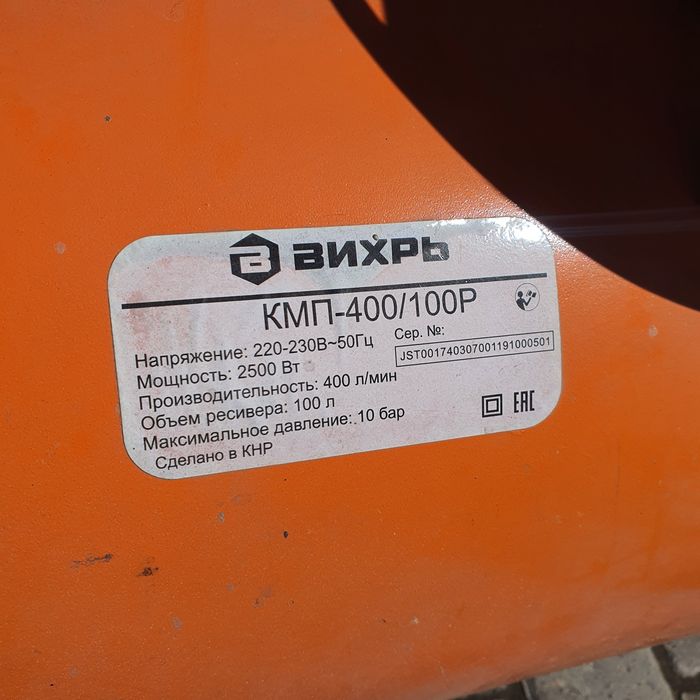 В ВИХРЬ
КМП-400/100Р
Напряжение: 220-230В~50Гц
Мощность: 2500 Вт
Производительность: 400 л/мин
Объем ресивера: 100 л
Максимальное давление: 10 бар
Сделано в КНР
Сер. №:
JST001740307001191000501
EAC